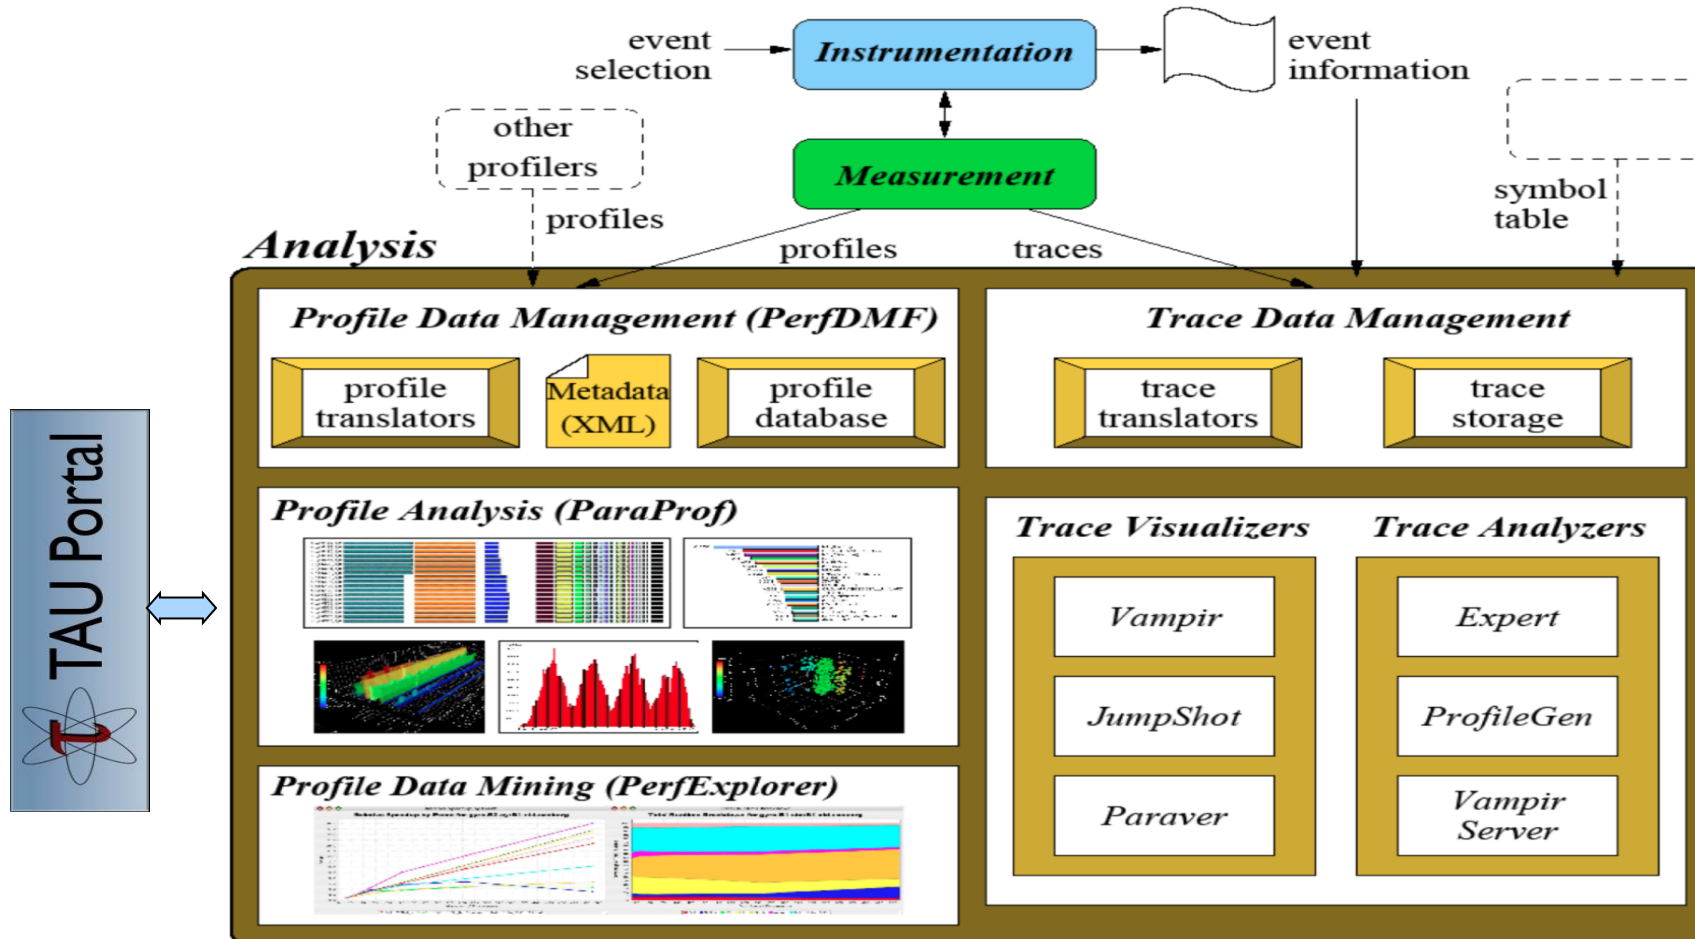 event
selection
Instrumentation
event
information
other
profilers
Measurement
symbol
table
profiles
Analysis
profiles
traces
Profile Data Management (PerfDMF)
profile
translators
Metadata
(XML)
profile
database
Trace Data Management
trace
translators
trace
storage
TAU Portal
Profile Analysis (ParaProf)
Trace Visualizers
Trace Analyzers
Vampir
Expert
JumpShot
ProfileGen
Paraver
Vampir
Server
Profile Data Mining (PerfExplorer)